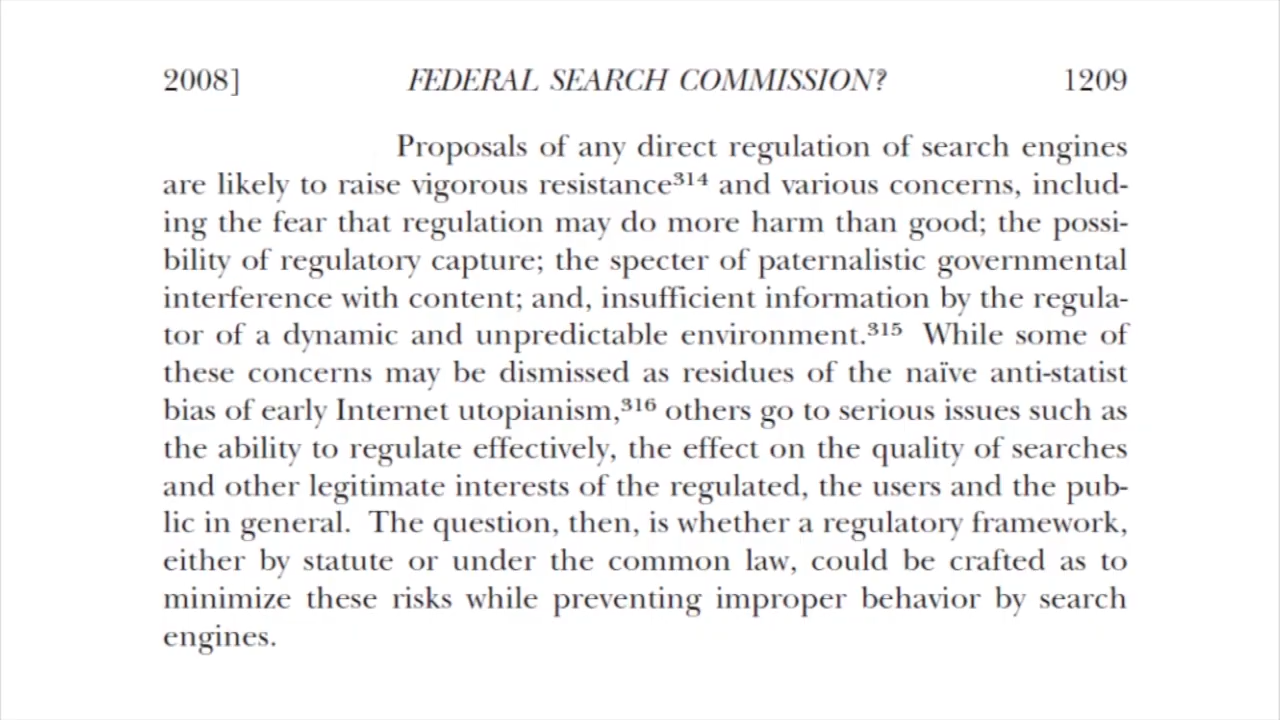 2008] FEDERAL SEARCH COMMISSION? 1209
Proposals of any direct regulation of search engines
are likely to raise vigorous resistance³¹⁴ and various concerns, includ-
ing the fear that regulation may do more harm than good; the possi-
bility of regulatory capture; the specter of paternalistic governmental
interference with content; and, insufficient information by the regula-
tor of a dynamic and unpredictable environment.³¹⁵ While some of
these concerns may be dismissed as residues of the naïve anti-statist
bias of early Internet utopianism,³¹⁶ others go to serious issues such as
the ability to regulate effectively, the effect on the quality of searches
and other legitimate interests of the regulated, the users and the pub-
lic in general. The question, then, is whether a regulatory framework,
either by statute or under the common law, could be crafted as to
minimize these risks while preventing improper behavior by search
engines.